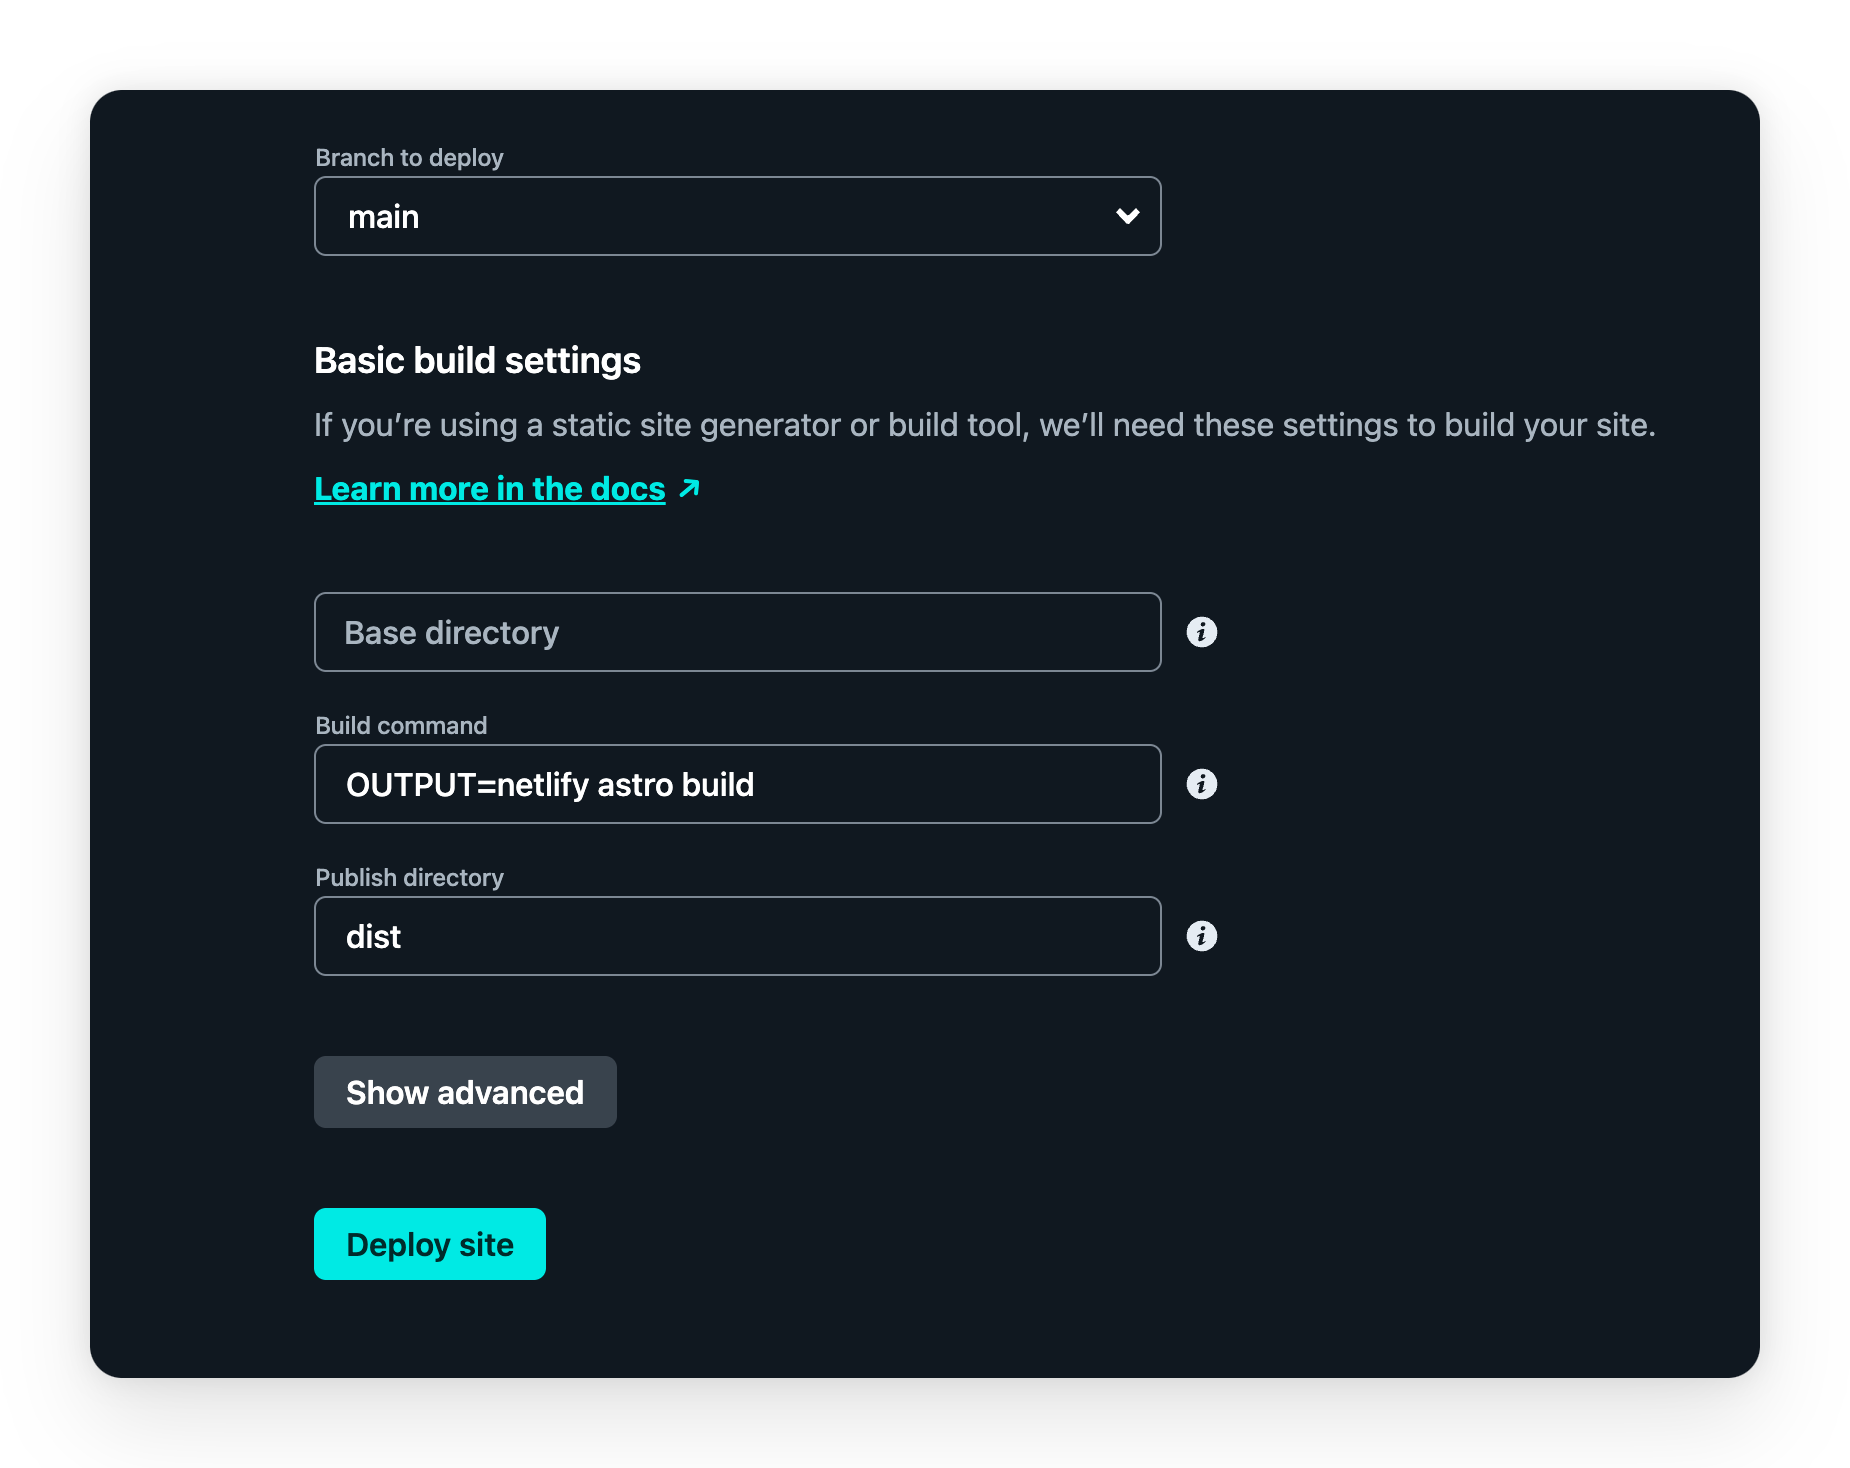 Branch to deploy
main
Basic build settings
If you’re using a static site generator or build tool, we’ll need these settings to build your site.
Learn more in the docs
Base directory
Build command
OUTPUT=netlify astro build
Publish directory
dist
Show advanced
Deploy site